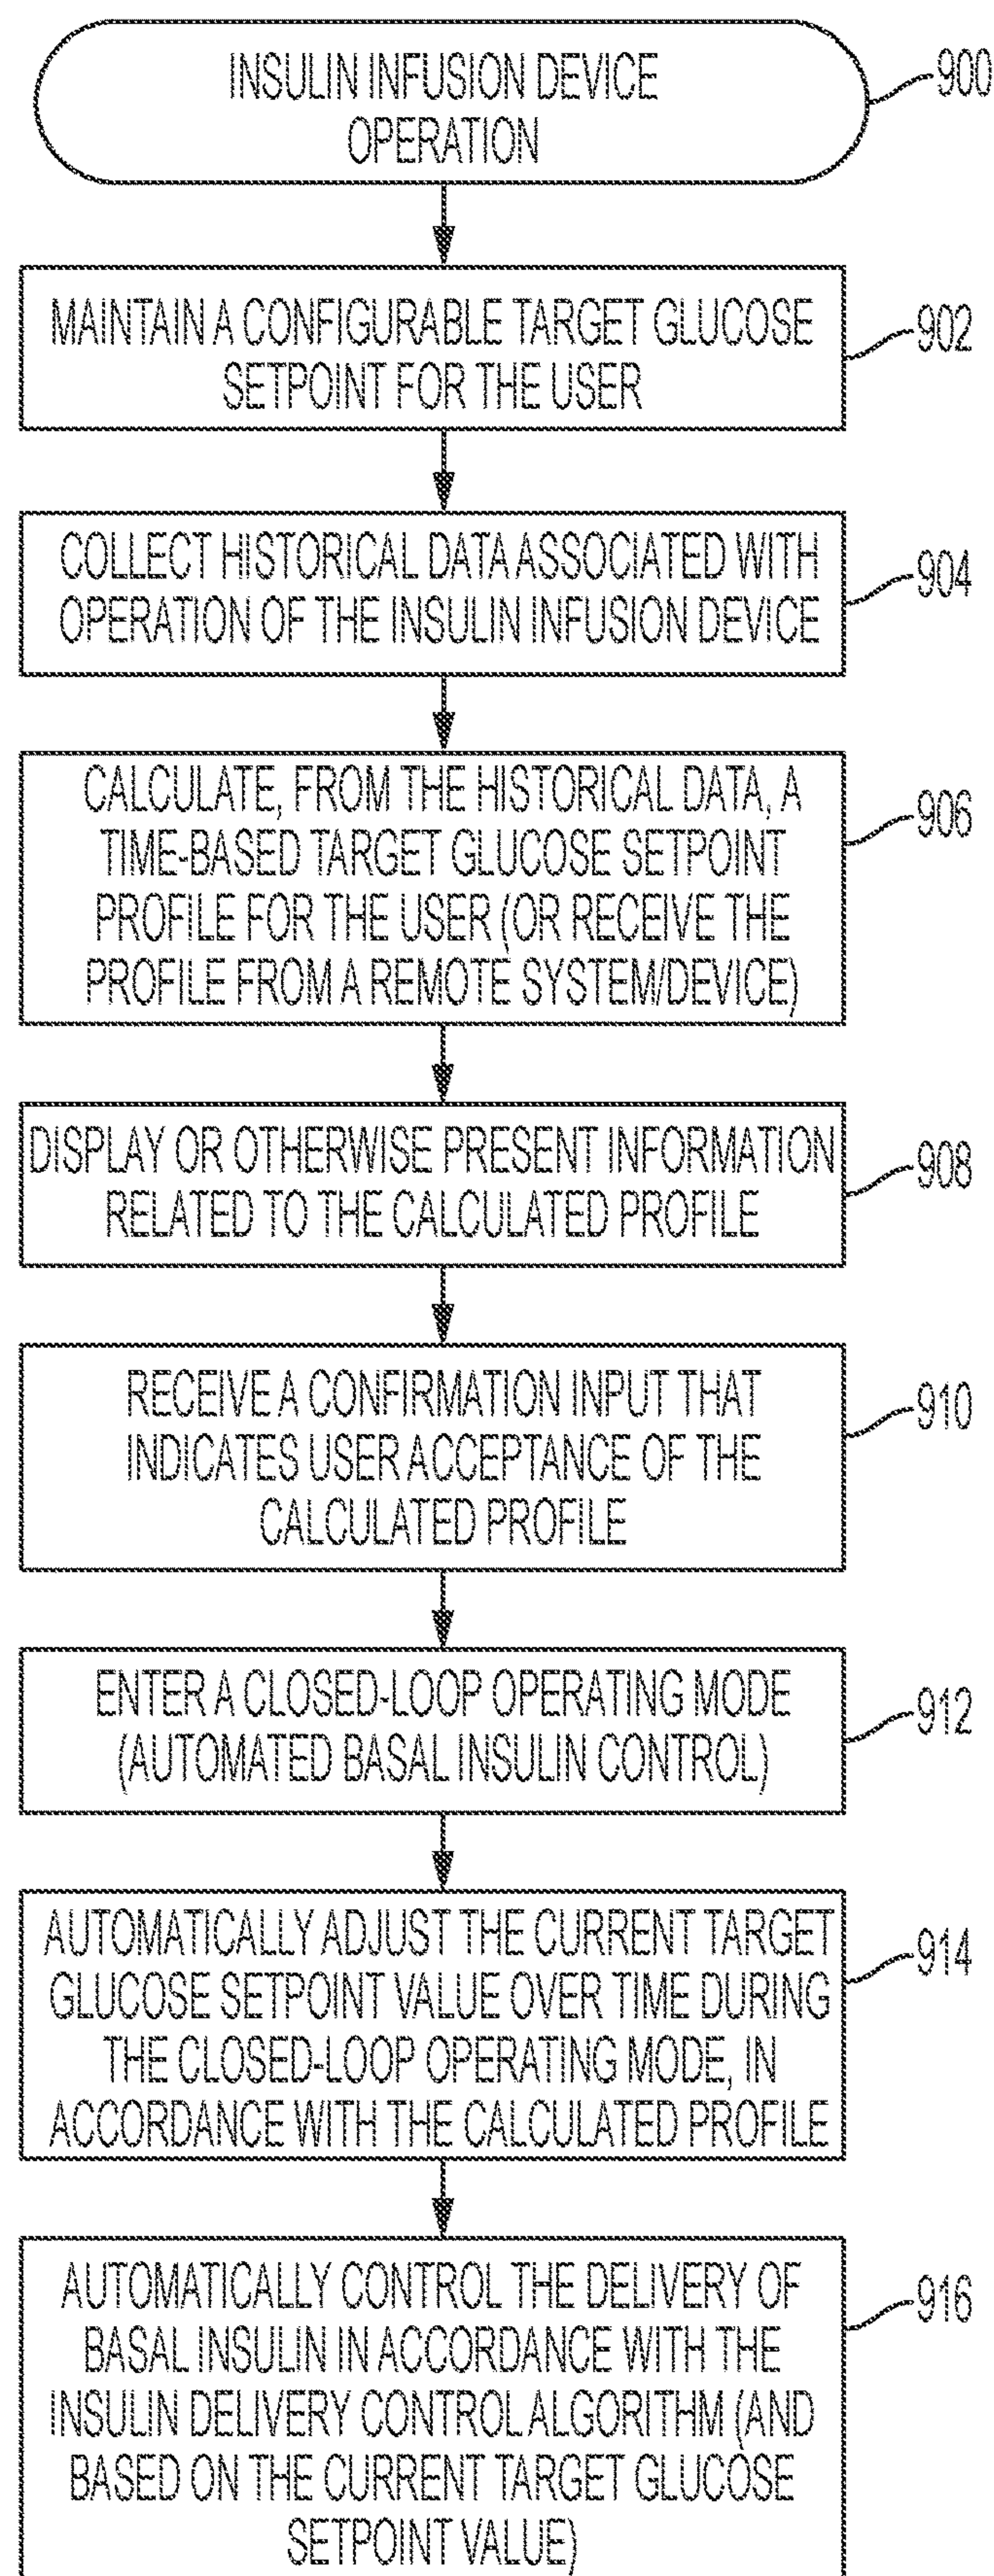 INSULIN INFUSION DEVICE
OPERATION
900
MAINTAIN A CONFIGURABLE TARGET GLUCOSE
SETPOINT FOR THE USER
902
COLLECT HISTORICAL DATA ASSOCIATED WITH
OPERATION OF THE INSULIN INFUSION DEVICE
904
CALCULATE, FROM THE HISTORICAL DATA, A
TIME-BASED TARGET GLUCOSE SETPOINT
PROFILE FOR THE USER (OR RECEIVE THE
PROFILE FROM A REMOTE SYSTEM/DEVICE)
906
DISPLAY OR OTHERWISE PRESENT INFORMATION
RELATED TO THE CALCULATED PROFILE
908
RECEIVE A CONFIRMATION INPUT THAT
INDICATES USER ACCEPTANCE OF THE
CALCULATED PROFILE
910
ENTER A CLOSED-LOOP OPERATING MODE
(AUTOMATED BASAL INSULIN CONTROL)
912
AUTOMATICALLY ADJUST THE CURRENT TARGET
GLUCOSE SETPOINT VALUE OVER TIME DURING
THE CLOSED-LOOP OPERATING MODE, IN
ACCORDANCE WITH THE CALCULATED PROFILE
914
AUTOMATICALLY CONTROL THE DELIVERY OF
BASAL INSULIN IN ACCORDANCE WITH THE
INSULIN DELIVERY CONTROL ALGORITHM (AND
BASED ON THE CURRENT TARGET GLUCOSE
SETPOINT VALUE)
916